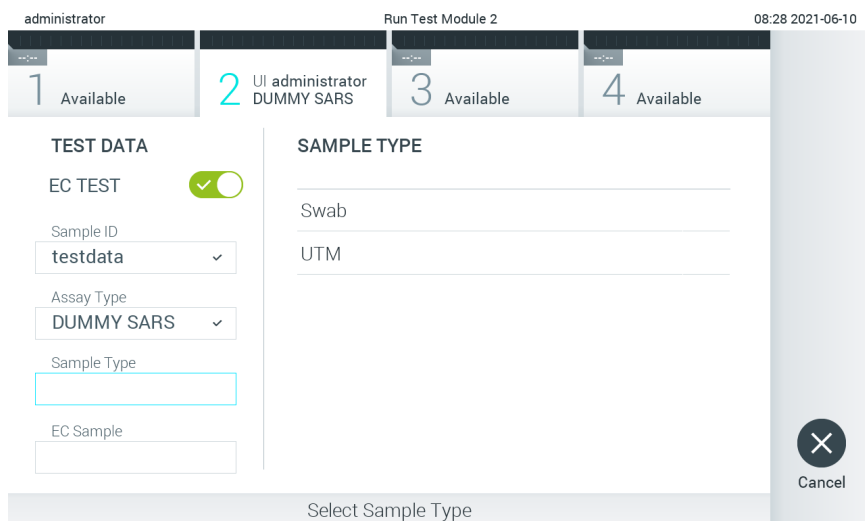 administrator
Run Test Module 2
08:28 2021-06-10
--:--
1 Available
2 UI administrator
DUMMY SARS
--:--
3 Available
--:--
4 Available
TEST DATA
EC TEST
Sample ID
testdata
Assay Type
DUMMY SARS
Sample Type
EC Sample
SAMPLE TYPE
Swab
UTM
Cancel
Select Sample Type